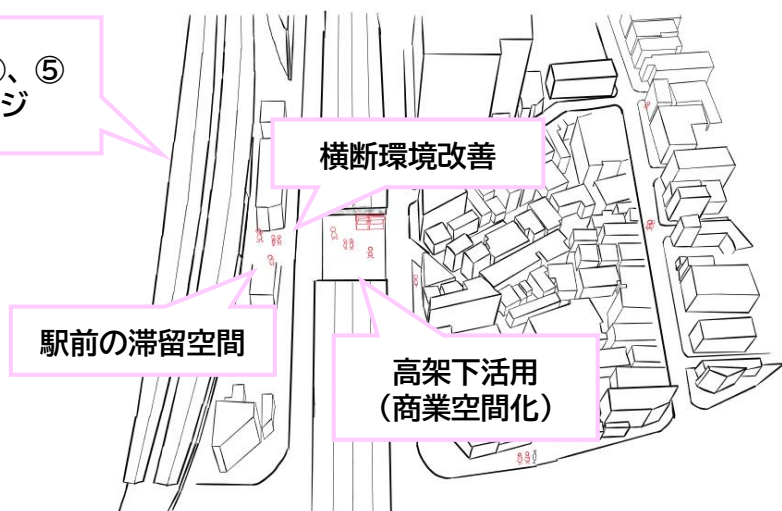 、⑤
ジ
横断環境改善
駅前の滞留空間
高架下活用
（商業空間化）